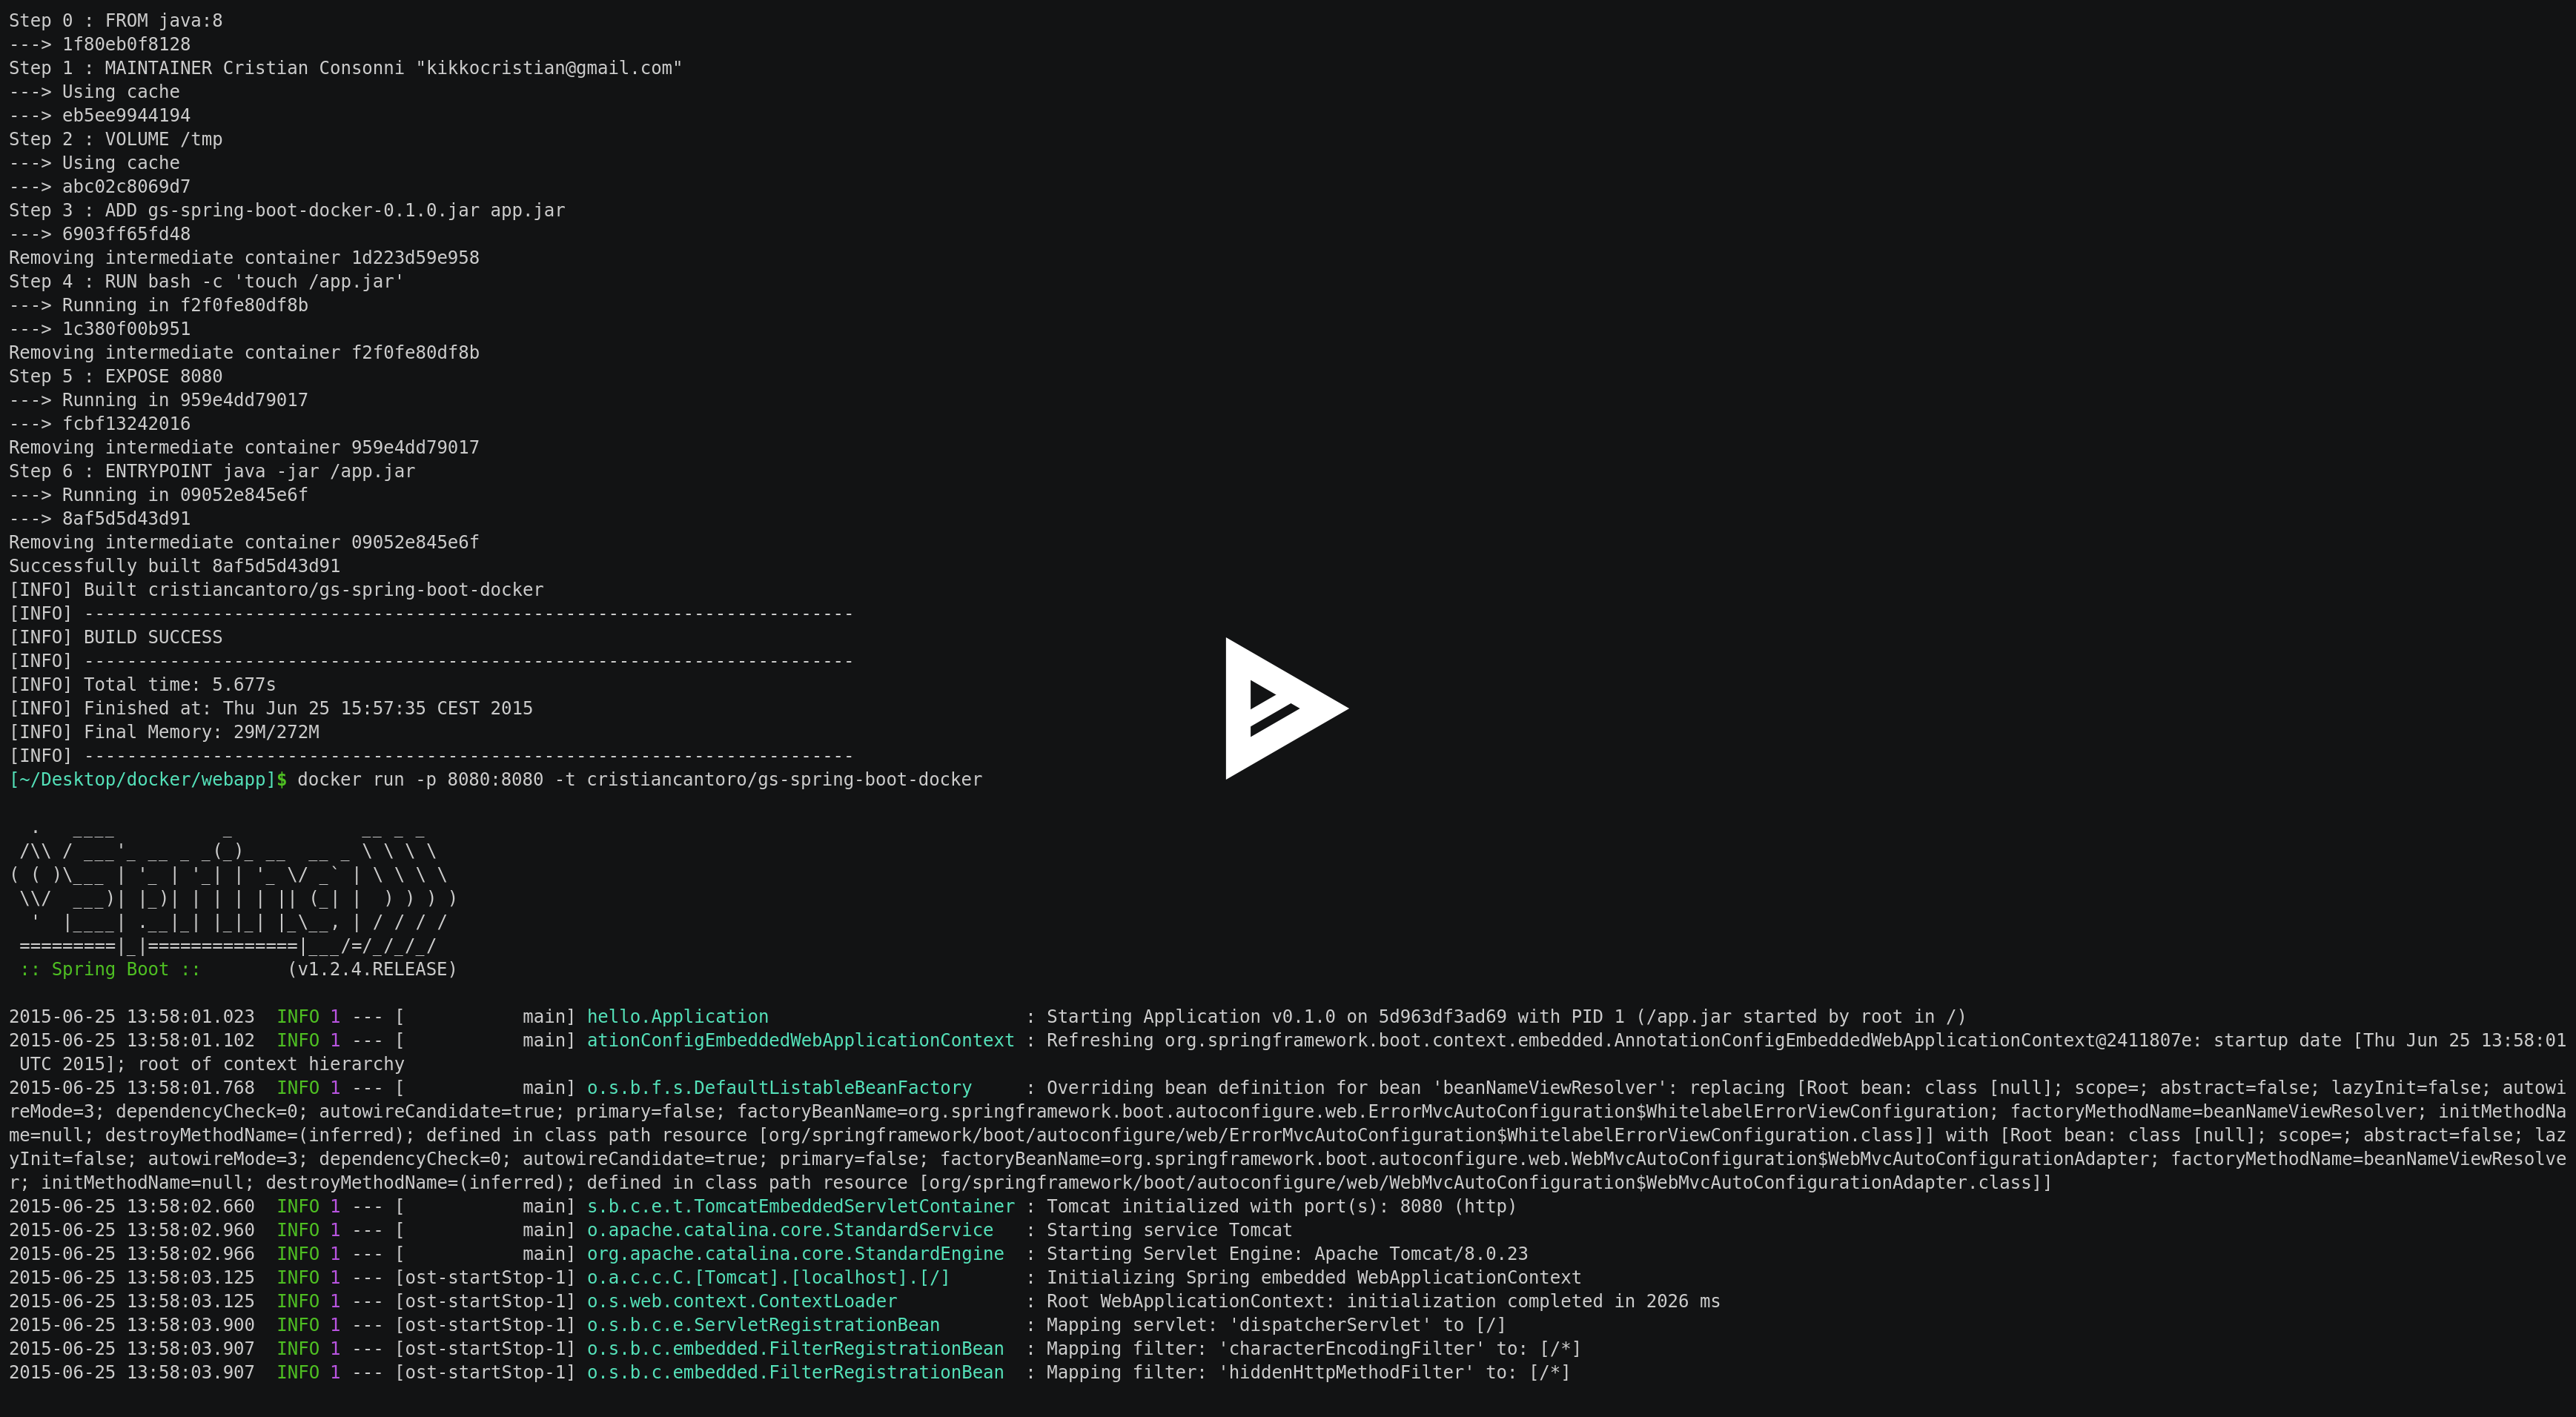 Step 0 : FROM java:8
---> 1f80eb0f8128
Step 1 : MAINTAINER Cristian Consonni "kikkocristian@gmail.com"
---> Using cache
---> eb5ee9944194
Step 2 : VOLUME /tmp
---> Using cache
---> abc02c8069d7
Step 3 : ADD gs-spring-boot-docker-0.1.0.jar app.jar
---> 6903ff65fd48
Removing intermediate container 1d223d59e958
Step 4 : RUN bash -c 'touch /app.jar'
---> Running in f2f0fe80df8b
---> 1c380f00b951
Removing intermediate container f2f0fe80df8b
Step 5 : EXPOSE 8080
---> Running in 959e4dd79017
---> fcbf13242016
Removing intermediate container 959e4dd79017
Step 6 : ENTRYPOINT java -jar /app.jar
---> Running in 09052e845e6f
---> 8af5d5d43d91
Removing intermediate container 09052e845e6f
Successfully built 8af5d5d43d91
[INFO] Built cristiancantoro/gs-spring-boot-docker
[INFO] ------------------------------------------------------------------------
[INFO] BUILD SUCCESS
[INFO] ------------------------------------------------------------------------
[INFO] Total time: 5.677s
[INFO] Finished at: Thu Jun 25 15:57:35 CEST 2015
[INFO] Final Memory: 29M/272M
[INFO] ------------------------------------------------------------------------
[~/Desktop/docker/webapp]$ docker run -p 8080:8080 -t cristiancantoro/gs-spring-boot-docker

  .   ____          _            __ _ _
 /\\ / ___'_ __ _ _(_)_ __  __ _ \ \ \ \
( ( )\___ | '_ | '_| | '_ \/ _` | \ \ \ \
 \\/  ___)| |_)| | | | | || (_| |  ) ) ) )
  '  |____| .__|_| |_|_| |_\__, | / / / /
 =========|_|==============|___/=/_/_/_/
 :: Spring Boot ::        (v1.2.4.RELEASE)

2015-06-25 13:58:01.023  INFO 1 --- [           main] hello.Application                        : Starting Application v0.1.0 on 5d963df3ad69 with PID 1 (/app.jar started by root in /)
2015-06-25 13:58:01.102  INFO 1 --- [           main] ationConfigEmbeddedWebApplicationContext : Refreshing org.springframework.boot.context.embedded.AnnotationConfigEmbeddedWebApplicationContext@2411807e: startup date [Thu Jun 25 13:58:01
 UTC 2015]; root of context hierarchy
2015-06-25 13:58:01.768  INFO 1 --- [           main] o.s.b.f.s.DefaultListableBeanFactory     : Overriding bean definition for bean 'beanNameViewResolver': replacing [Root bean: class [null]; scope=; abstract=false; lazyInit=false; autowi
reMode=3; dependencyCheck=0; autowireCandidate=true; primary=false; factoryBeanName=org.springframework.boot.autoconfigure.web.ErrorMvcAutoConfiguration$WhitelabelErrorViewConfiguration; factoryMethodName=beanNameViewResolver; initMethodNa
me=null; destroyMethodName=(inferred); defined in class path resource [org/springframework/boot/autoconfigure/web/ErrorMvcAutoConfiguration$WhitelabelErrorViewConfiguration.class]] with [Root bean: class [null]; scope=; abstract=false; laz
yInit=false; autowireMode=3; dependencyCheck=0; autowireCandidate=true; primary=false; factoryBeanName=org.springframework.boot.autoconfigure.web.WebMvcAutoConfiguration$WebMvcAutoConfigurationAdapter; factoryMethodName=beanNameViewResolve
r; initMethodName=null; destroyMethodName=(inferred); defined in class path resource [org/springframework/boot/autoconfigure/web/WebMvcAutoConfiguration$WebMvcAutoConfigurationAdapter.class]]
2015-06-25 13:58:02.660  INFO 1 --- [           main] s.b.c.e.t.TomcatEmbeddedServletContainer : Tomcat initialized with port(s): 8080 (http)
2015-06-25 13:58:02.960  INFO 1 --- [           main] o.apache.catalina.core.StandardService   : Starting service Tomcat
2015-06-25 13:58:02.966  INFO 1 --- [           main] org.apache.catalina.core.StandardEngine  : Starting Servlet Engine: Apache Tomcat/8.0.23
2015-06-25 13:58:03.125  INFO 1 --- [ost-startStop-1] o.a.c.c.C.[Tomcat].[localhost].[/]       : Initializing Spring embedded WebApplicationContext
2015-06-25 13:58:03.125  INFO 1 --- [ost-startStop-1] o.s.web.context.ContextLoader            : Root WebApplicationContext: initialization completed in 2026 ms
2015-06-25 13:58:03.900  INFO 1 --- [ost-startStop-1] o.s.b.c.e.ServletRegistrationBean        : Mapping servlet: 'dispatcherServlet' to [/]
2015-06-25 13:58:03.907  INFO 1 --- [ost-startStop-1] o.s.b.c.embedded.FilterRegistrationBean  : Mapping filter: 'characterEncodingFilter' to: [/*]
2015-06-25 13:58:03.907  INFO 1 --- [ost-startStop-1] o.s.b.c.embedded.FilterRegistrationBean  : Mapping filter: 'hiddenHttpMethodFilter' to: [/*]